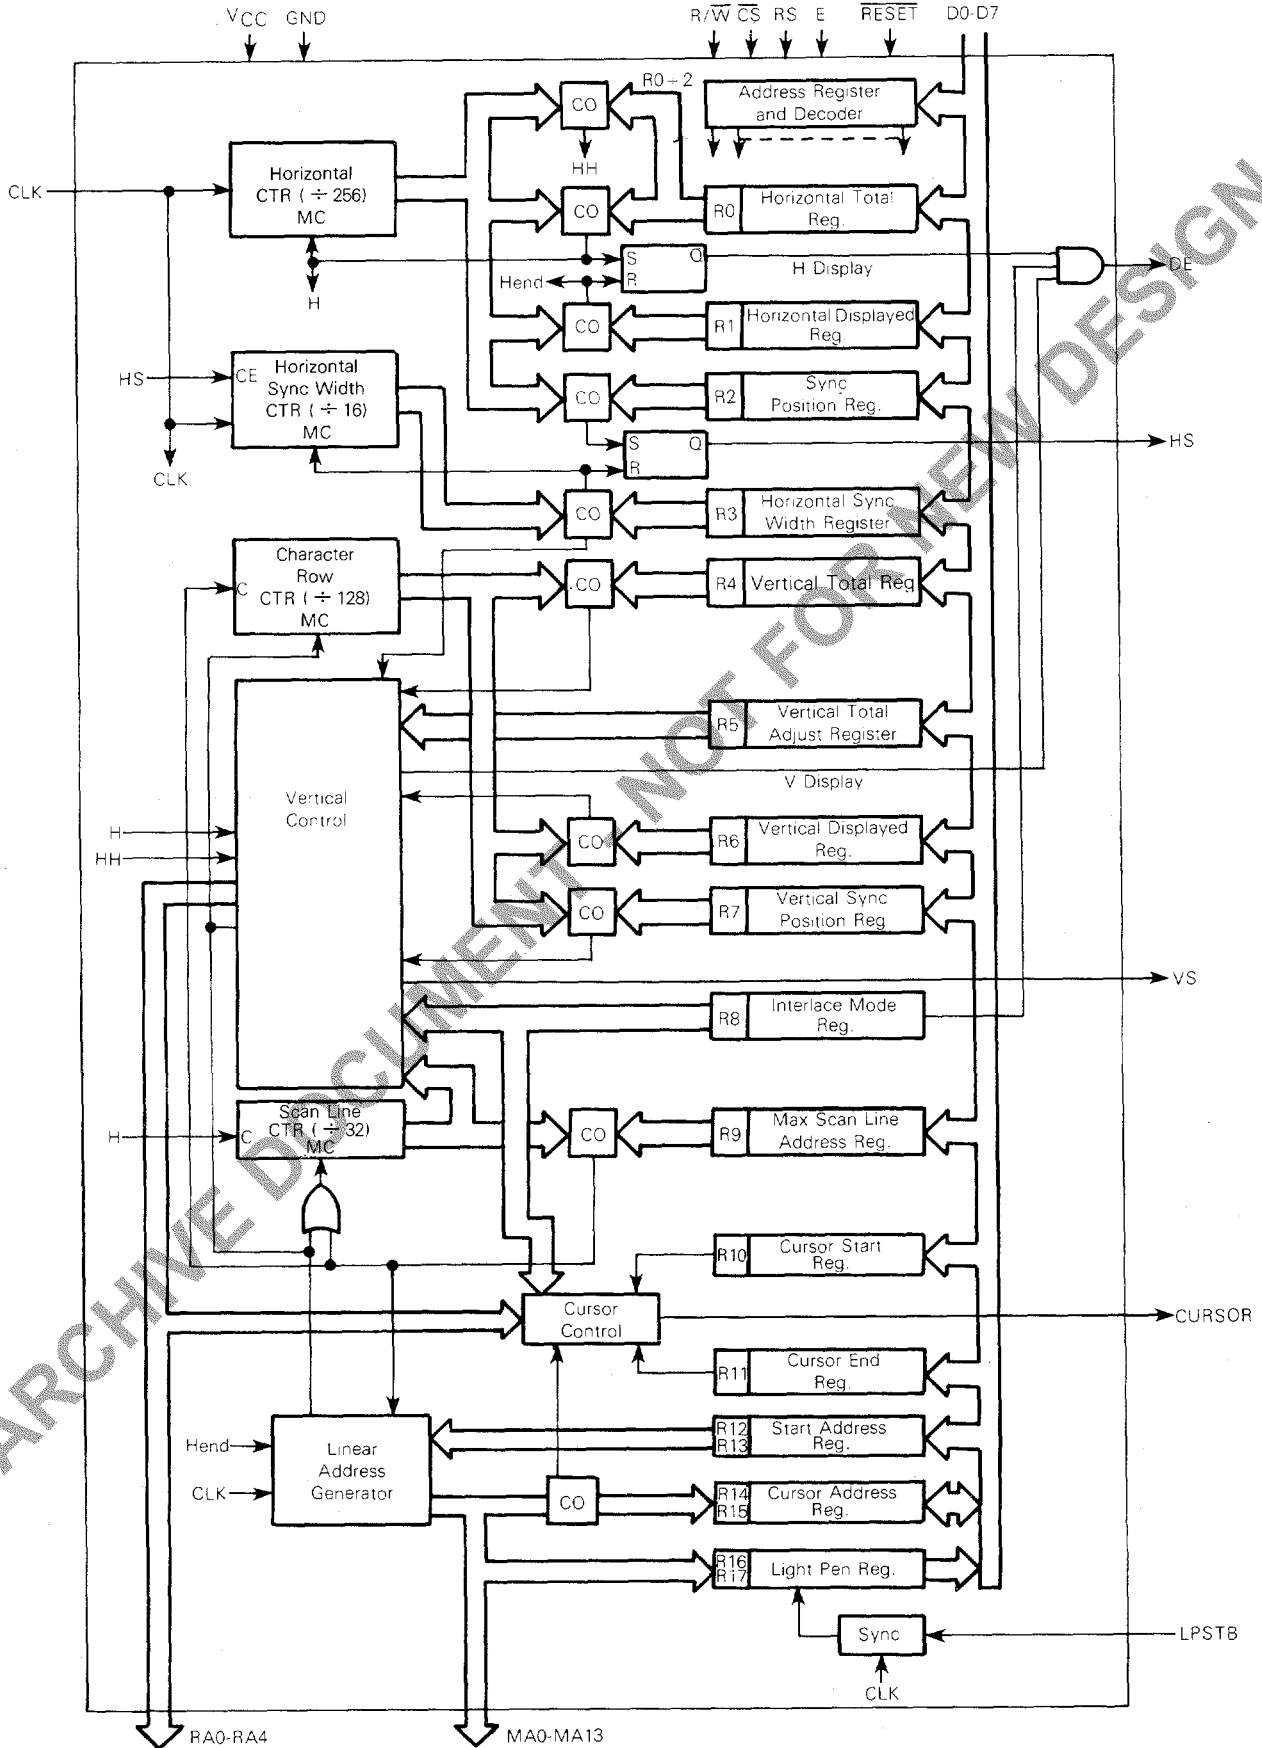 VCC GND R/W CS RS E RESET D0-D7
R0÷2
CO
Address Register
and Decoder
HH
CLK
Horizontal
CTR (÷ 256)
MC
CO
R0 Horizontal Total
Reg.
S Q
R
H Display
DE
Hend
H
CO
R1 Horizontal Displayed
Reg.
HS
CE Horizontal
Sync Width
CTR (÷ 16)
MC
CO
R2 Sync
Position Reg.
S Q
R
HS
CLK
CO
R3 Horizontal Sync
Width Register
C Character
Row
CTR (÷ 128)
MC
CO
R4 Vertical Total Reg
R5 Vertical Total
Adjust Register
V Display
Vertical
Control
H
HH
CO
R6 Vertical Displayed
Reg.
CO
R7 Vertical Sync
Position Reg
VS
R8 Interlace Mode
Reg.
H
C Scan Line
CTR (÷ 32)
MC
CO
R9 Max Scan Line
Address Reg.
R10 Cursor Start
Reg.
Cursor
Control
CURSOR
R11 Cursor End
Reg.
Hend
CLK
Linear
Address
Generator
R12
R13
Start Address
Reg.
CO
R14
R15
Cursor Address
Reg.
R16
R17
Light Pen Reg.
Sync
LPSTB
CLK
RA0-RA4
MA0-MA13
ARCHIVE DOCUMENT - NOT FOR NEW DESIGN